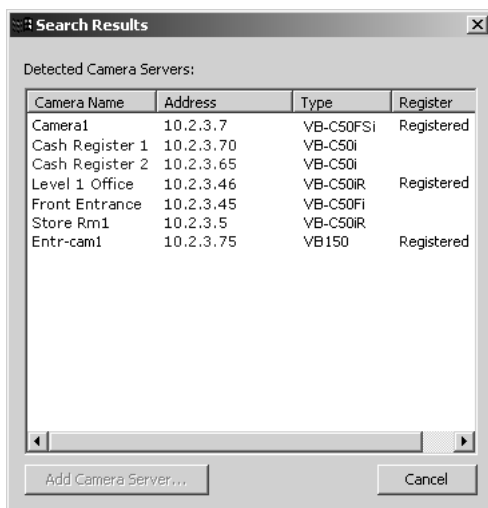 Search Results
Detected Camera Servers:
Camera Name Address Type Register
Camera1 10.2.3.7 VB-C50FSi Registered
Cash Register 1 10.2.3.70 VB-C50i
Cash Register 2 10.2.3.65 VB-C50i
Level 1 Office 10.2.3.46 VB-C50iR Registered
Front Entrance 10.2.3.45 VB-C50Fi
Store Rm1 10.2.3.5 VB-C50iR
Entr-cam1 10.2.3.75 VB150 Registered
Add Camera Server... Cancel